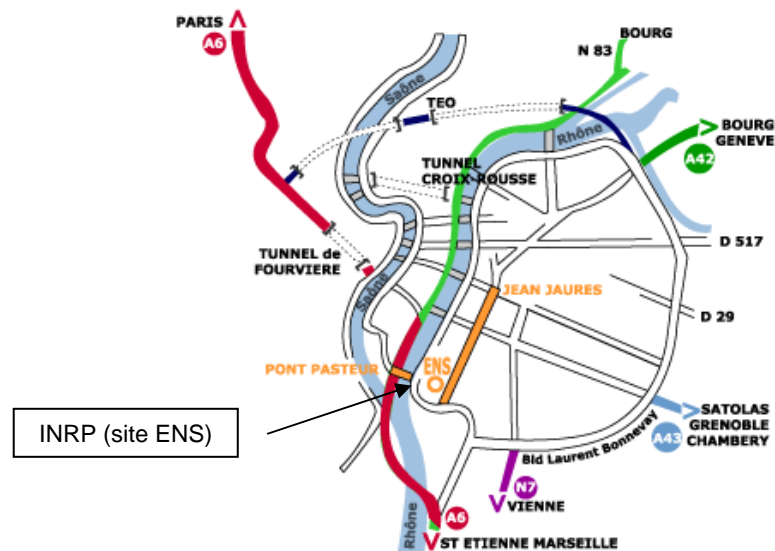 PARIS
A6
BOURG
N 83
Saône
TEO
Rhône
BOURG
GENEVE
A42
TUNNEL
CROIX-ROUSSE
D 517
TUNNEL de
FOURVIERE
Saône
JEAN JAURES
D 29
PONT PASTEUR
ENS
INRP (site ENS)
SATOLAS
GRENOBLE
CHAMBERY
A43
Bld Laurent Bonnevay
N7
VIENNE
A6
Rhône
ST ETIENNE MARSEILLE